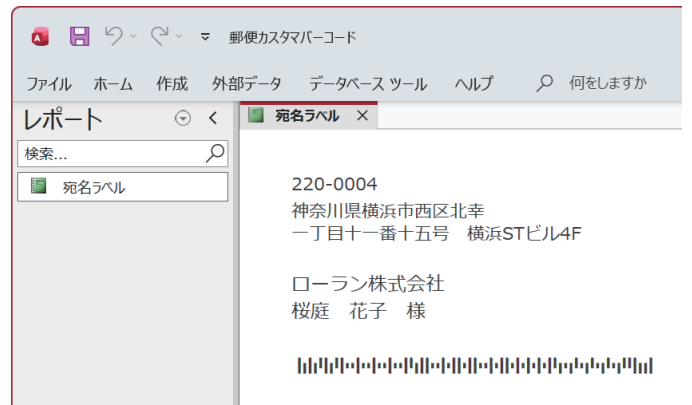 郵便カスタマバーコード
ファイル ホーム 作成 外部データ データベース ツール ヘルプ 何をしますか
レポート
宛名ラベル
検索...
宛名ラベル
220-0004
神奈川県横浜市西区北幸
一丁目十一番十五号 横浜STビル4F
ローラン株式会社
桜庭 花子 様